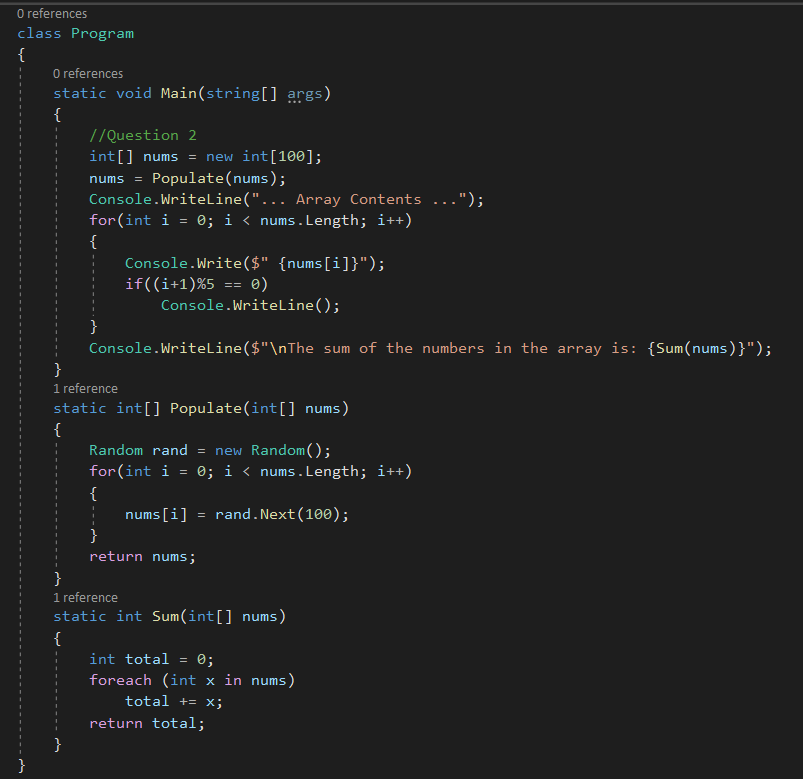 0 references
class Program
{
0 references
static void Main(string[] args)
{
//Question 2
int[] nums = new int[100];
nums = Populate(nums);
Console.WriteLine("... Array Contents ...");
for(int i = 0; i < nums.Length; i++)
{
Console.Write($" {nums[i]}");
if((i+1)%5 == 0)
Console.WriteLine();
}
Console.WriteLine($"\nThe sum of the numbers in the array is: {Sum(nums)}");
}
1 reference
static int[] Populate(int[] nums)
{
Random rand = new Random();
for(int i = 0; i < nums.Length; i++)
{
nums[i] = rand.Next(100);
}
return nums;
}
1 reference
static int Sum(int[] nums)
{
int total = 0;
foreach (int x in nums)
total += x;
return total;
}
}